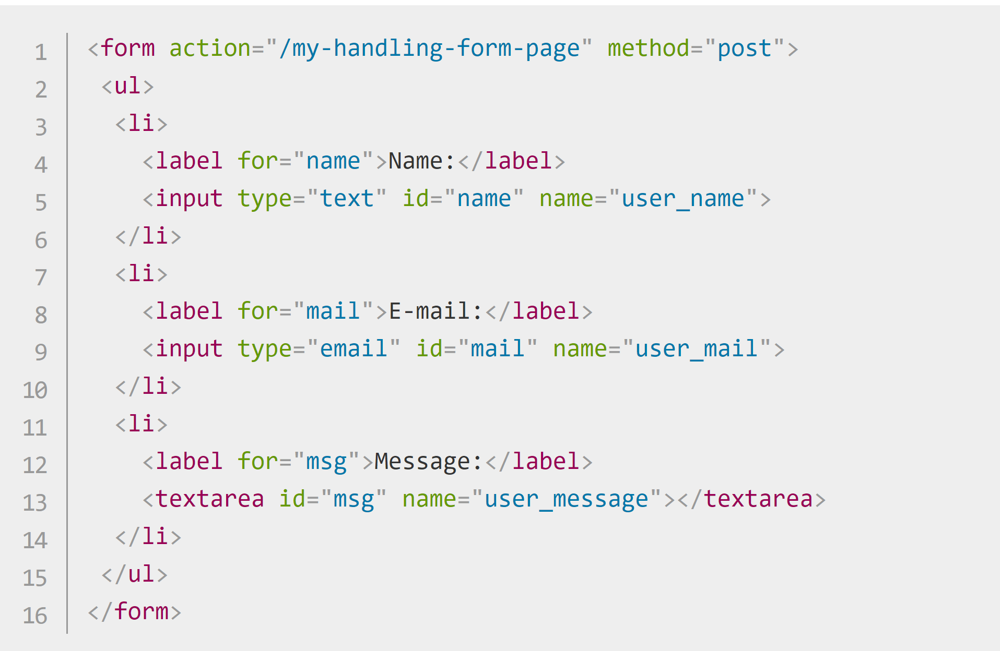 1 <form action="/my-handling-form-page" method="post">
2  <ul>
3   <li>
4     <label for="name">Name:</label>
5     <input type="text" id="name" name="user_name">
6   </li>
7   <li>
8     <label for="mail">E-mail:</label>
9     <input type="email" id="mail" name="user_mail">
10   </li>
11   <li>
12     <label for="msg">Message:</label>
13     <textarea id="msg" name="user_message"></textarea>
14   </li>
15  </ul>
16 </form>